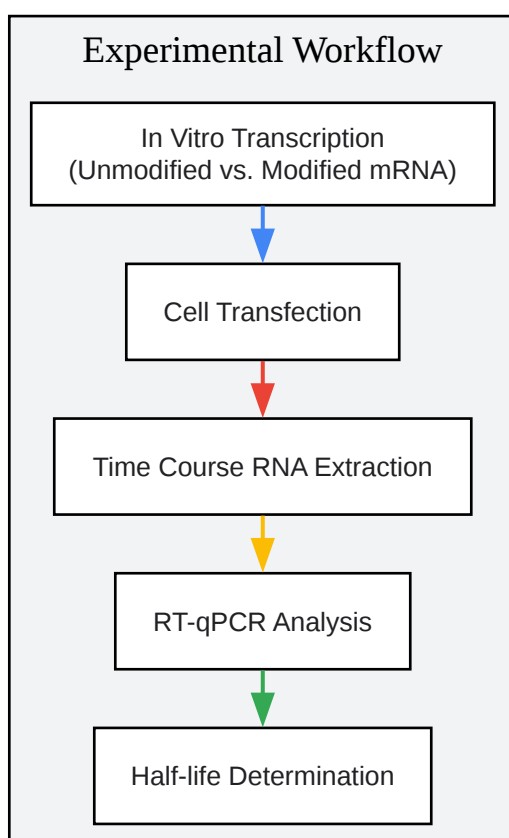 Experimental Workflow
In Vitro Transcription
(Unmodified vs. Modified mRNA)
Cell Transfection
Time Course RNA Extraction
RT-qPCR Analysis
Half-life Determination